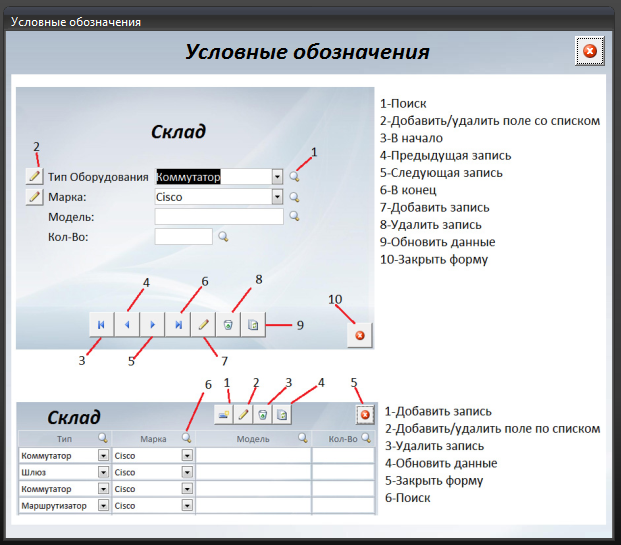 Условные обозначения
Условные обозначения
Склад
2
1
Тип Оборудования Коммутатор
Марка: Cisco
Модель:
Кол-Во:
4
6
8
10
9
3
5
7
1-Поиск
2-Добавить/удалить поле со списком
3-В начало
4-Предыдущая запись
5-Следующая запись
6-В конец
7-Добавить запись
8-Удалить запись
9-Обновить данные
10-Закрыть форму
6 1 2 3 4 5
Склад
Тип Марка Модель Кол-Во
Коммутатор Cisco
Шлюз Cisco
Коммутатор Cisco
Маршрутизатор Cisco
1-Добавить запись
2-Добавить/удалить поле по списком
3-Удалить запись
4-Обновить данные
5-Закрыть форму
6-Поиск